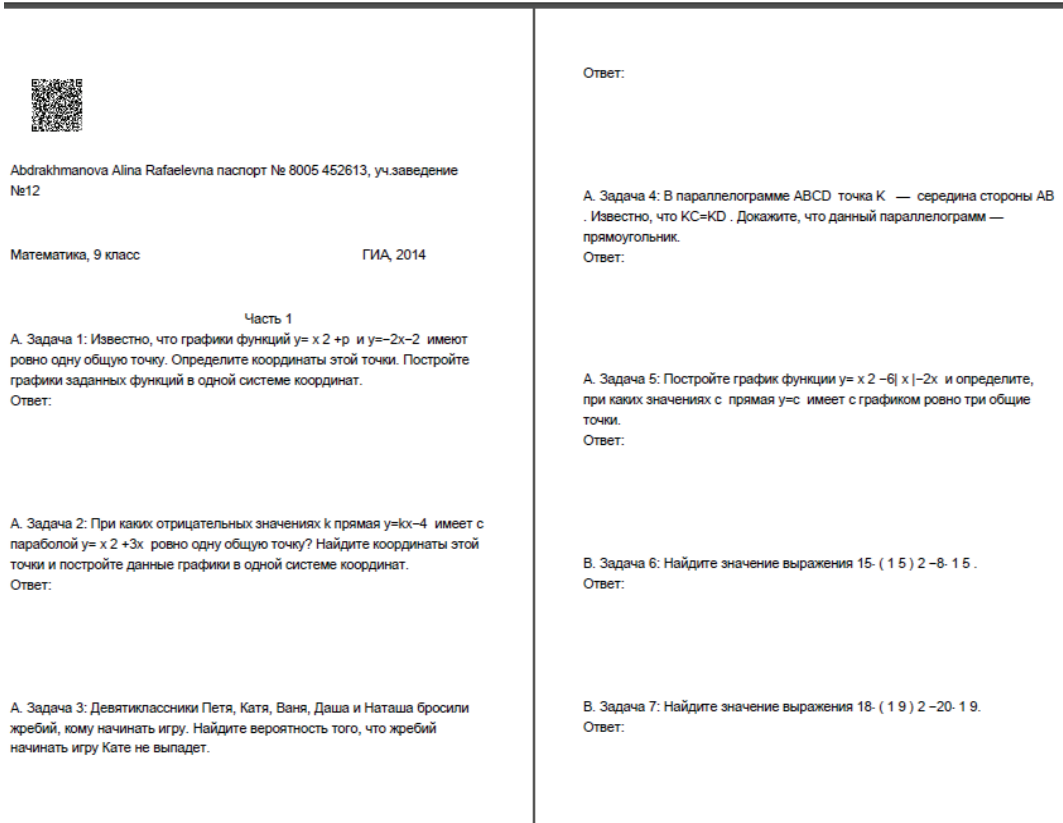 Abdrakhmanova Alina Rafaelevna паспорт № 8005 452613, уч.заведение
№12
Математика, 9 класс ГИА, 2014
Часть 1
А. Задача 1: Известно, что графики функций y= x 2 +p и y=−2x−2 имеют
ровно одну общую точку. Определите координаты этой точки. Постройте
графики заданных функций в одной системе координат.
Ответ:
А. Задача 2: При каких отрицательных значениях k прямая y=kx−4 имеет с
параболой y= x 2 +3x ровно одну общую точку? Найдите координаты этой
точки и постройте данные графики в одной системе координат.
Ответ:
А. Задача 3: Девятиклассники Петя, Катя, Ваня, Даша и Наташа бросили
жребий, кому начинать игру. Найдите вероятность того, что жребий
начинать игру Кате не выпадет.
Ответ:
А. Задача 4: В параллелограмме ABCD точка K — середина стороны AB
. Известно, что KC=KD . Докажите, что данный параллелограмм —
прямоугольник.
Ответ:
А. Задача 5: Постройте график функции y= x 2 −6| x |−2x и определите,
при каких значениях c прямая y=c имеет с графиком ровно три общие
точки.
Ответ:
В. Задача 6: Найдите значение выражения 15· ( 1 5 ) 2 −8· 1 5 .
Ответ:
В. Задача 7: Найдите значение выражения 18· ( 1 9 ) 2 −20· 1 9.
Ответ: